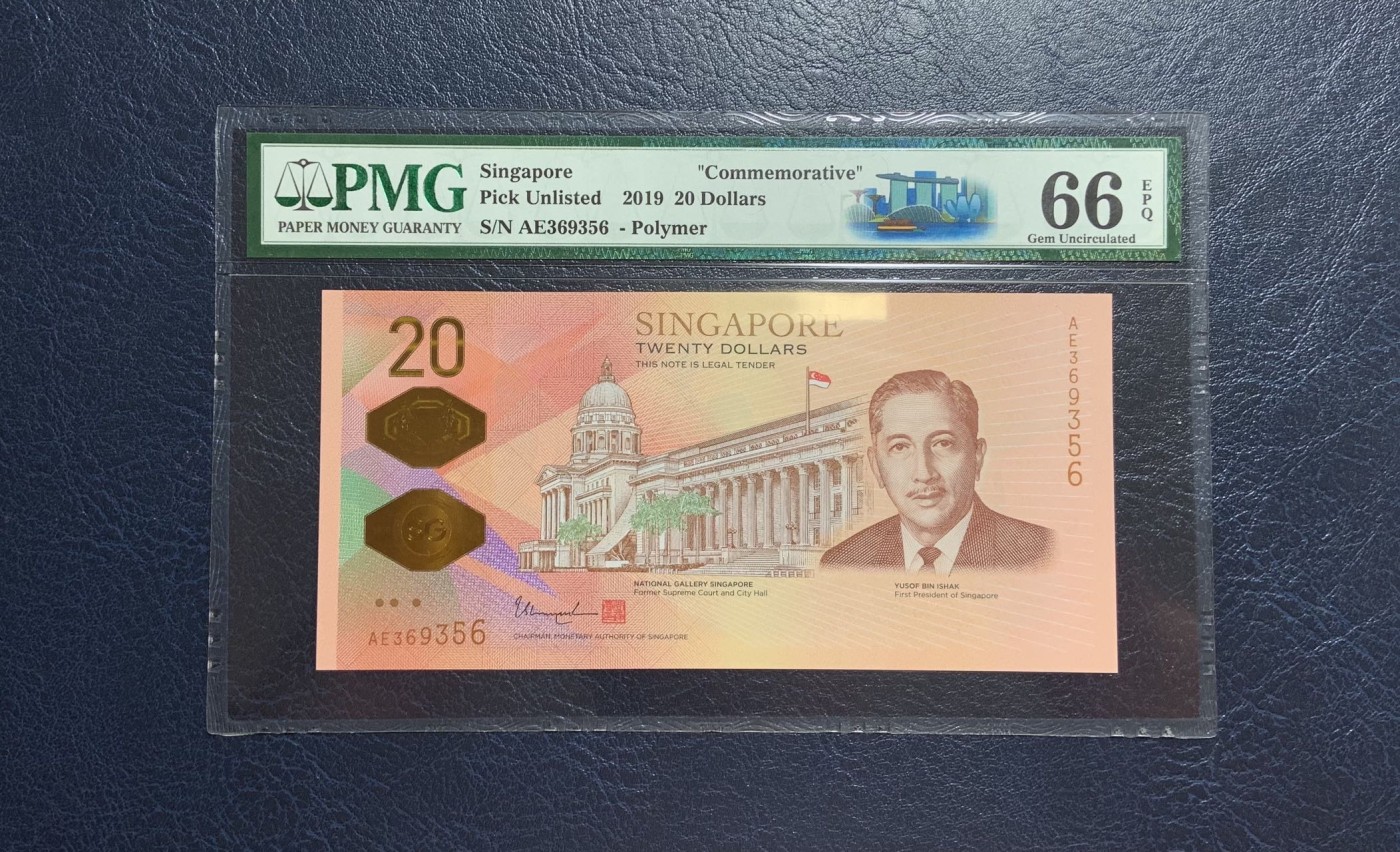 PMG
PAPER MONEY GUARANTY
Singapore "Commemorative"
Pick Unlisted 2019 20 Dollars
S/N AE369356 - Polymer
66
EPQ
Gem Uncirculated
20
SINGAPORE
TWENTY DOLLARS
THIS NOTE IS LEGAL TENDER
AE369356
SG
NATIONAL GALLERY SINGAPORE
Former Supreme Court and City Hall
YUSOF BIN ISHAK
First President of Singapore
AE369356
CHAIRMAN, MONETARY AUTHORITY OF SINGAPORE